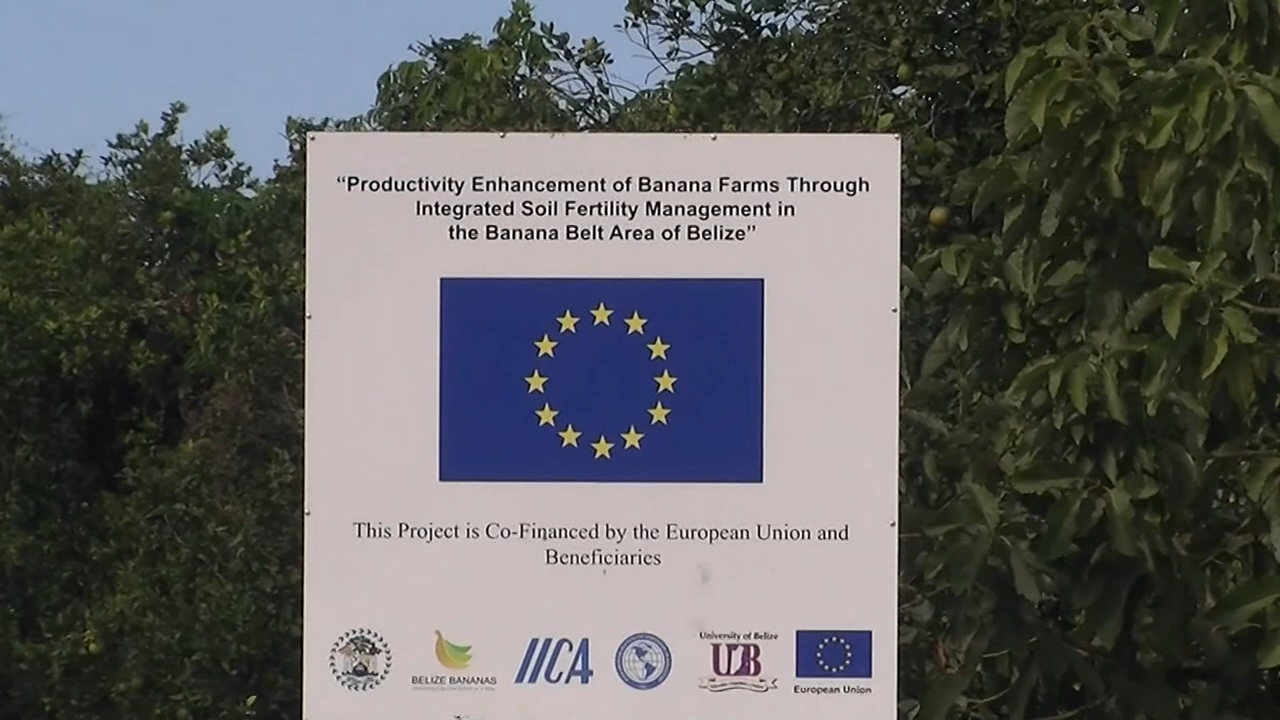 “Productivity Enhancement of Banana Farms Through
Integrated Soil Fertility Management in
the Banana Belt Area of Belize”
This Project is Co-Financed by the European Union and
Beneficiaries
BELIZE BANANAS
IICA
University of Belize
UB
European Union